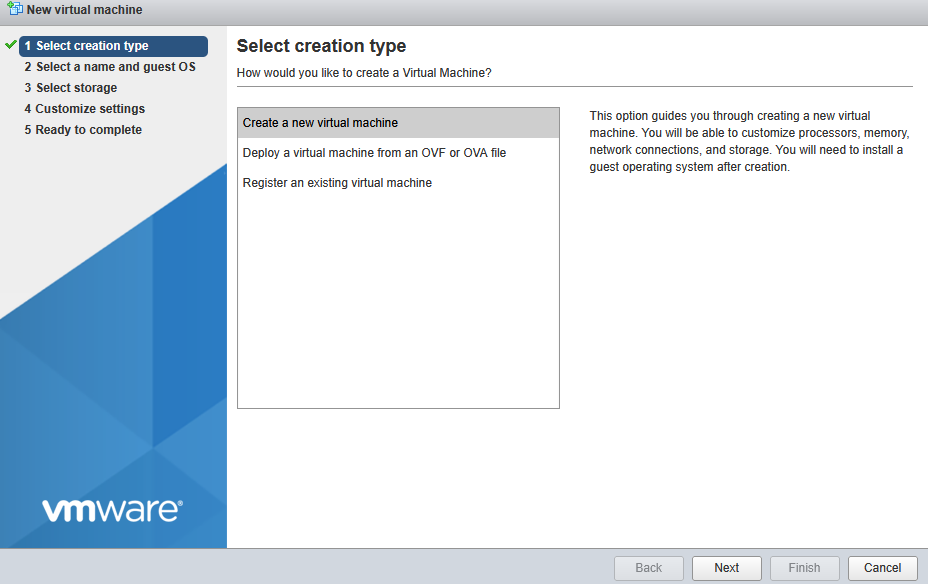 New virtual machine
1 Select creation type
2 Select a name and guest OS
3 Select storage
4 Customize settings
5 Ready to complete
vmware®
Select creation type
How would you like to create a Virtual Machine?
Create a new virtual machine
Deploy a virtual machine from an OVF or OVA file
Register an existing virtual machine
This option guides you through creating a new virtual
machine. You will be able to customize processors, memory,
network connections, and storage. You will need to install a
guest operating system after creation.
Back
Next
Finish
Cancel